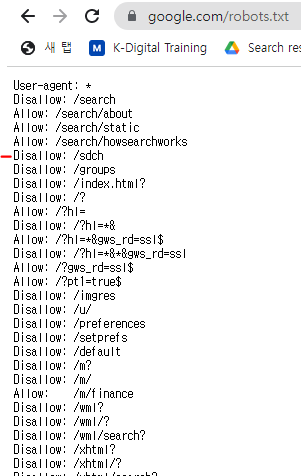 google.com/robots.txt
새 탭
K-Digital Training
Search res
User-agent: *
Disallow: /search
Allow: /search/about
Allow: /search/static
Allow: /search/howsearchworks
Disallow: /sdch
Disallow: /groups
Disallow: /index.html?
Disallow: /?
Allow: /?hl=
Disallow: /?hl=*&
Allow: /?hl=*&gws_rd=ssl$
Disallow: /?hl=*&*&gws_rd=ssl
Allow: /?gws_rd=ssl$
Allow: /?pt1=true$
Disallow: /imgres
Disallow: /u/
Disallow: /preferences
Disallow: /setprefs
Disallow: /default
Disallow: /m?
Disallow: /m/
Allow:    /m/finance
Disallow: /wml?
Disallow: /wml/?
Disallow: /wml/search?
Disallow: /xhtml?
Disallow: /xhtml/?
Disallow: /xhtml/search?